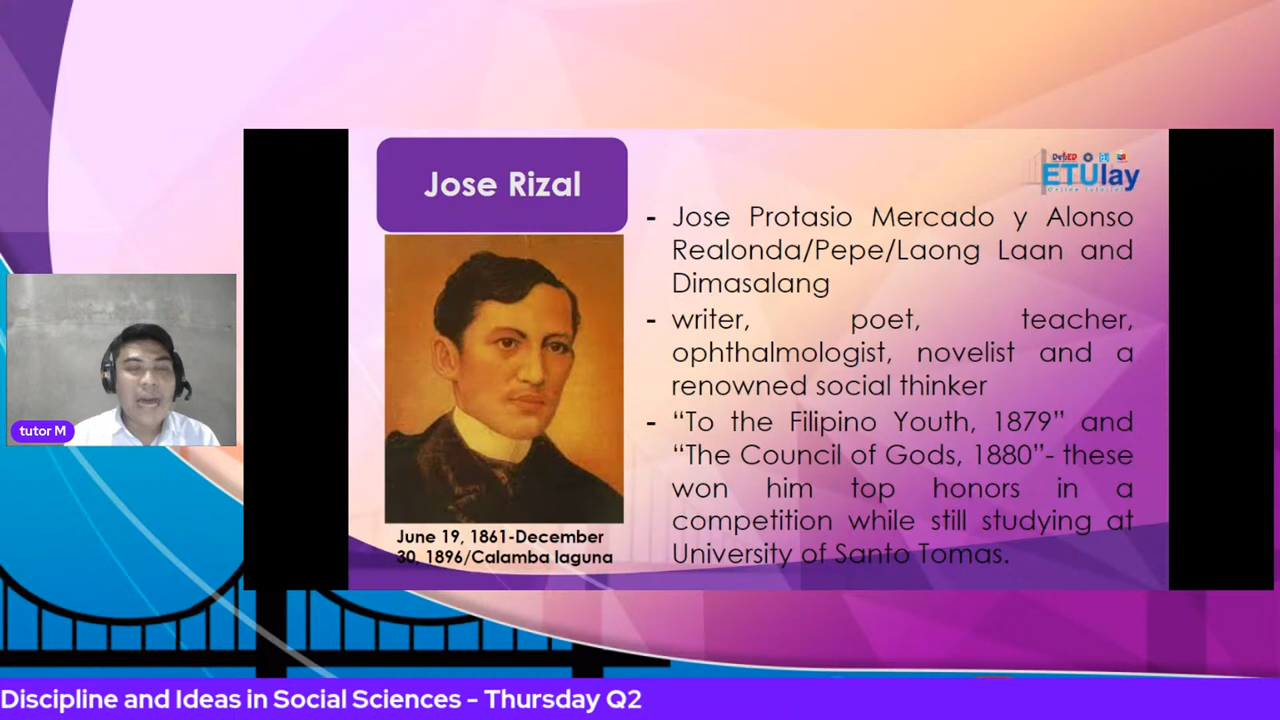 Jose Rizal
DepED
ETUlay
June 19, 1861-December
30, 1896/Calamba laguna
- Jose Protasio Mercado y Alonso
Realonda/Pepe/Laong Laan and
Dimasalang
- writer, poet, teacher,
ophthalmologist, novelist and a
renowned social thinker
- “To the Filipino Youth, 1879” and
“The Council of Gods, 1880”- these
won him top honors in a
competition while still studying at
University of Santo Tomas.
tutor M
Discipline and Ideas in Social Sciences - Thursday Q2